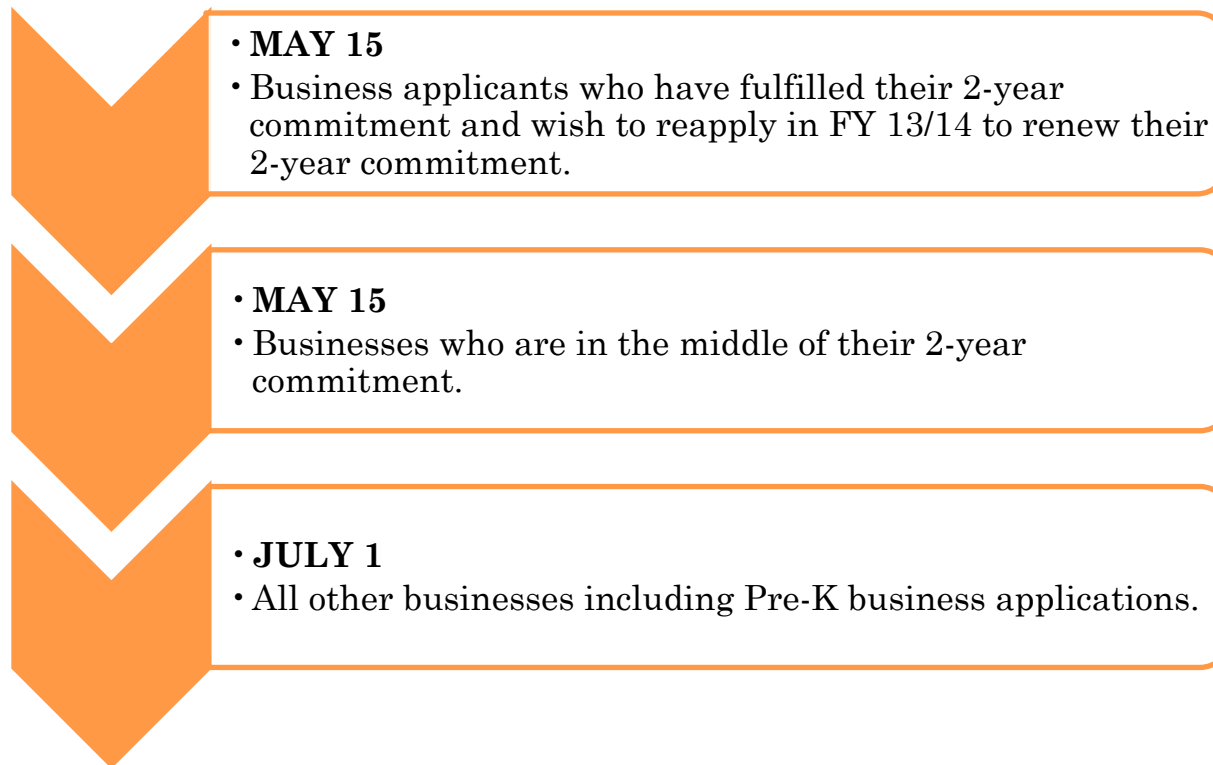 • MAY 15
• Business applicants who have fulfilled their 2-year
commitment and wish to reapply in FY 13/14 to renew their
2-year commitment.
• MAY 15
• Businesses who are in the middle of their 2-year
commitment.
• JULY 1
• All other businesses including Pre-K business applications.